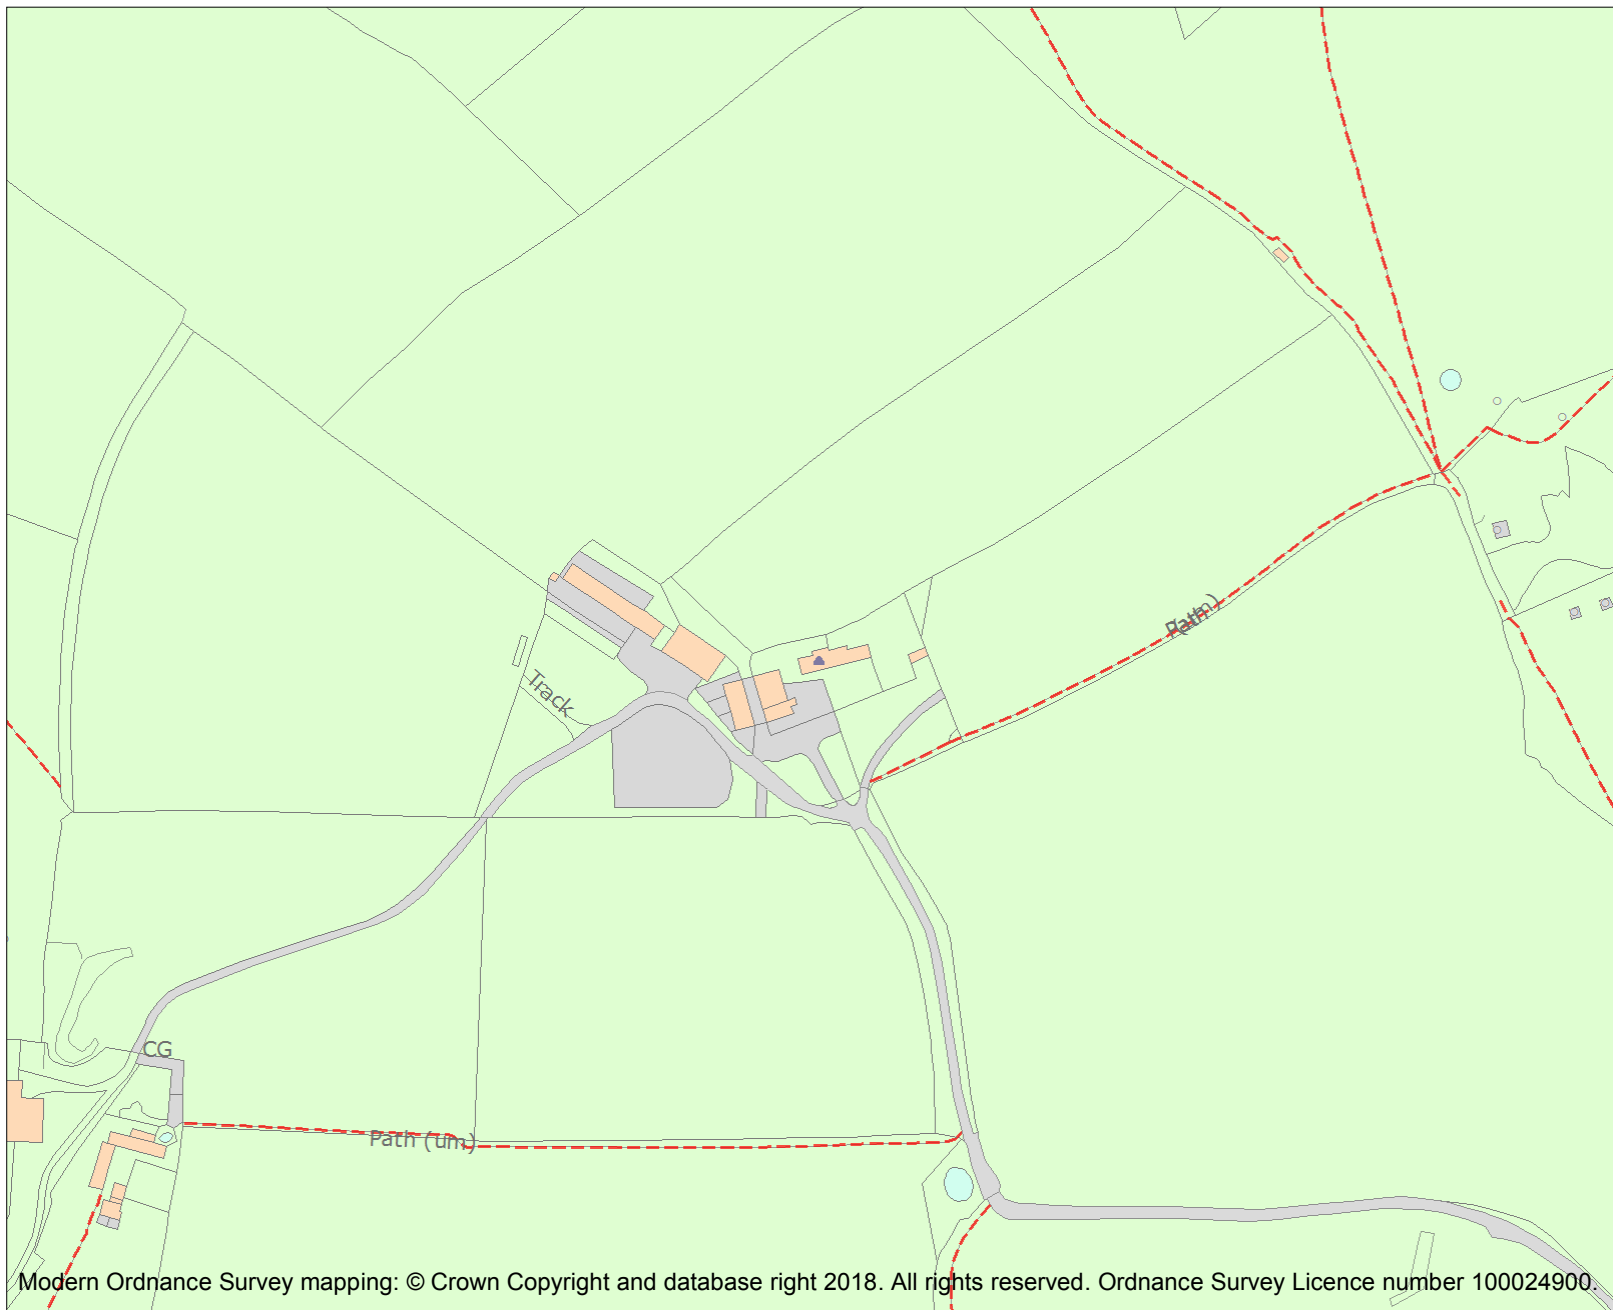 Path)
Track
CG
Path (um)
Modern Ordnance Survey mapping: © Crown Copyright and database right 2018. All rights reserved. Ordnance Survey Licence number 100024900.